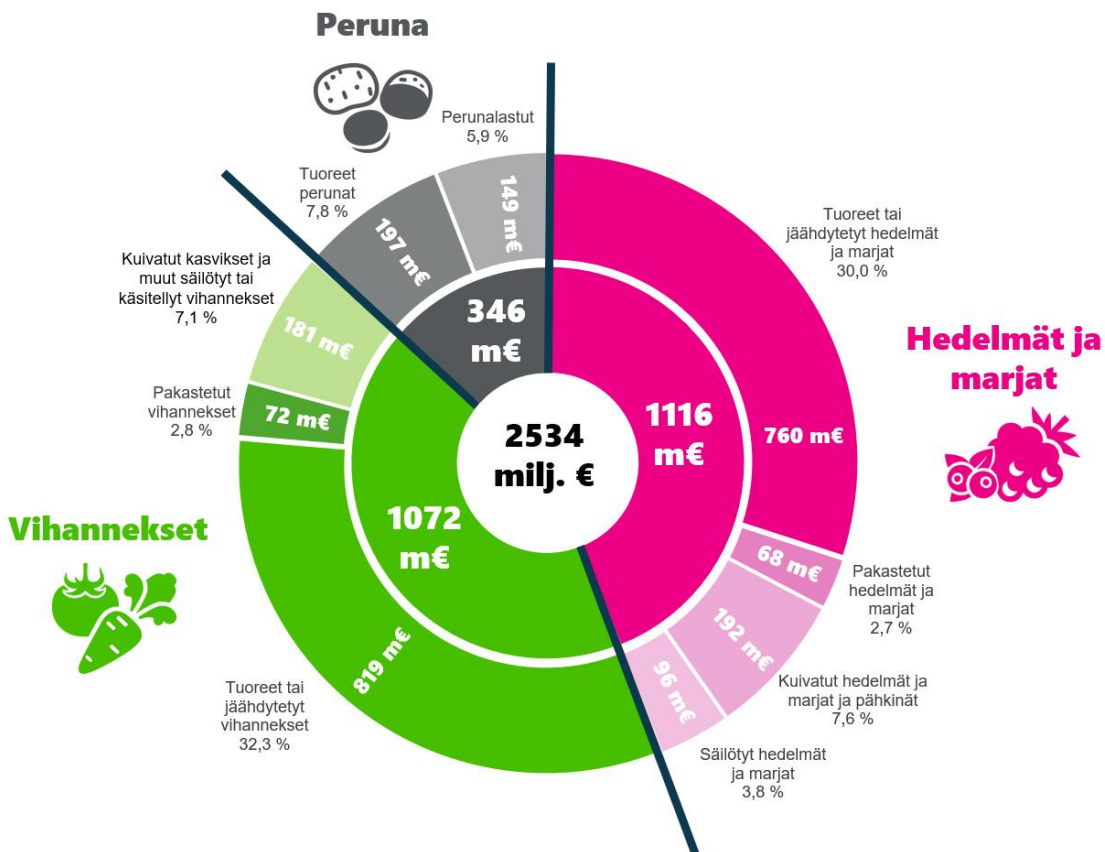 Peruna
Perunalastut
5,9 %
Tuoreet
perunat
7,8 %
149 m€
197 m€
346
m€
Tuoreet tai
jäähdytetyt hedelmät
ja marjat
30,0 %
Hedelmät ja
marjat
1116
m€
760 m€
68 m€
Pakastetut
hedelmät ja
marjat
2,7 %
192 m€
Kuivatut hedelmät ja
marjat ja pähkinät
7,6 %
96 m€
Säilötyt hedelmät
ja marjat
3,8 %
2534
milj. €
Kuivatut kasvikset ja
muut säilötyt tai
käsitellyt vihannekset
7,1 %
181 m€
Pakastetut
vihannekset
2,8 %
72 m€
1072
m€
Vihannekset
819 m€
Tuoreet tai
jäähdytetyt
vihannekset
32,3 %